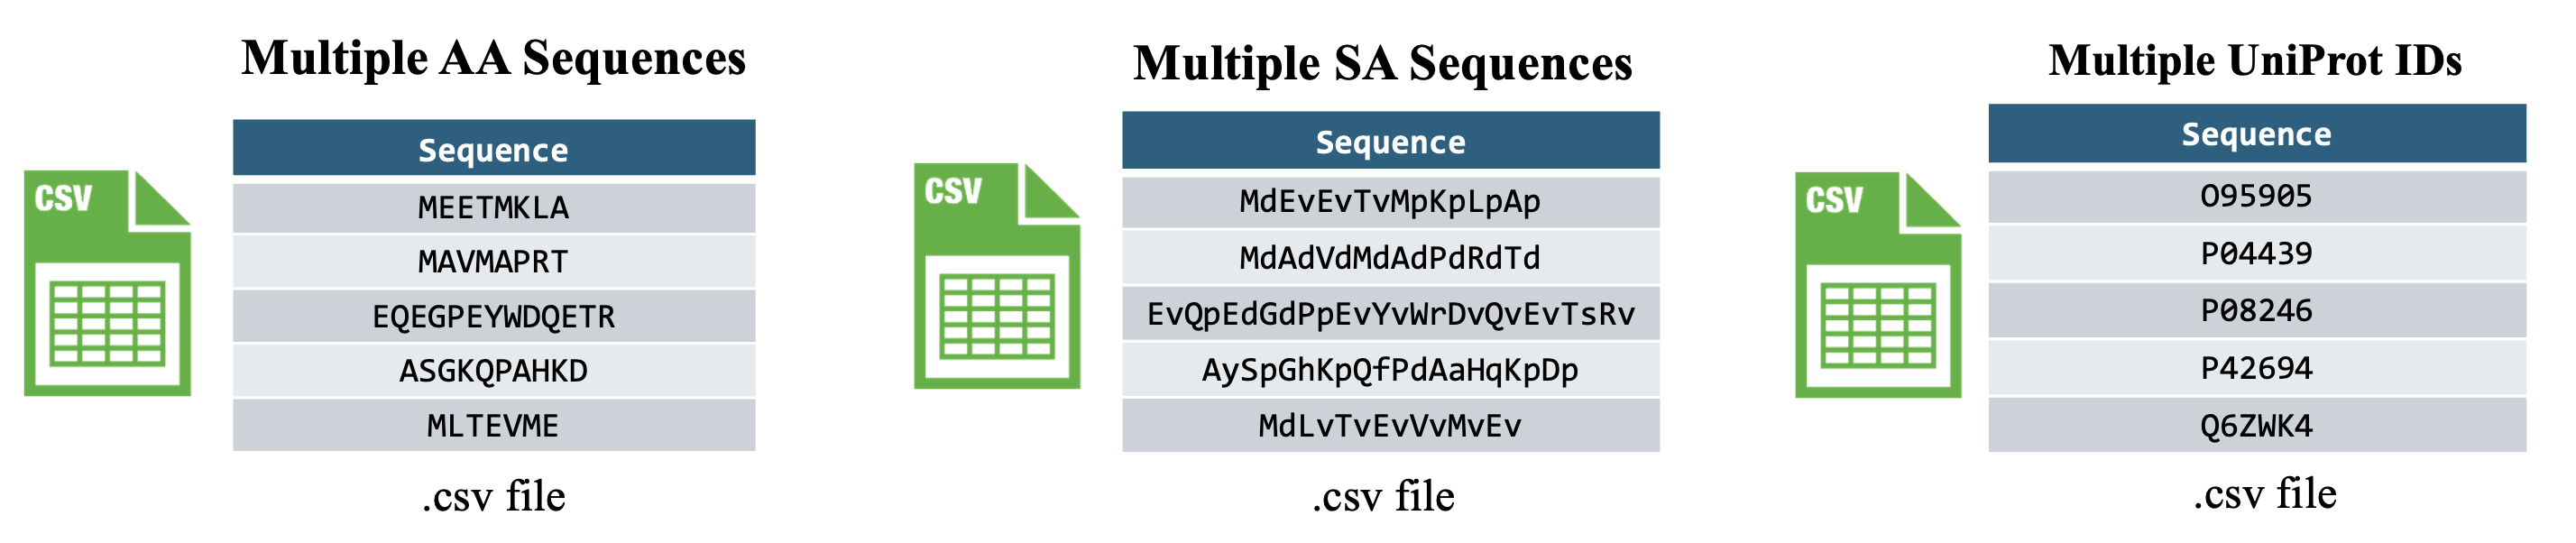 Multiple AA Sequences
CSV
Sequence
MEETMKLA
MAVMAPRT
EQEGPEYWDQETR
ASGKQPAHKD
MLTEVME
.csv file
Multiple SA Sequences
CSV
Sequence
MdEvEvTvMpKpLpAp
MdAdVdMdAdPdRdTd
EvQpEdGdPpEvYvWrDvQvEvTsRv
AySpGhKpQfPdAaHqKpDp
MdLvTvEvVvMvEv
.csv file
Multiple UniProt IDs
CSV
Sequence
O95905
P04439
P08246
P42694
Q6ZWK4
.csv file